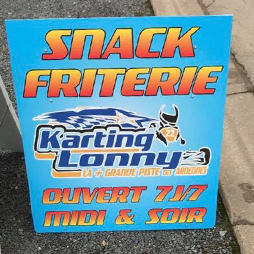 SNACK
FRITERIE
Karting
Lonny
LA + GRANDE PISTE DES ARDENNES
OUVERT 7J/7
MIDI & SOIR